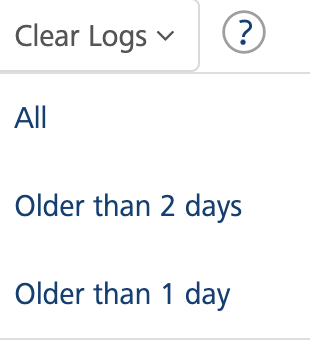 Clear Logs
?
All
Older than 2 days
Older than 1 day